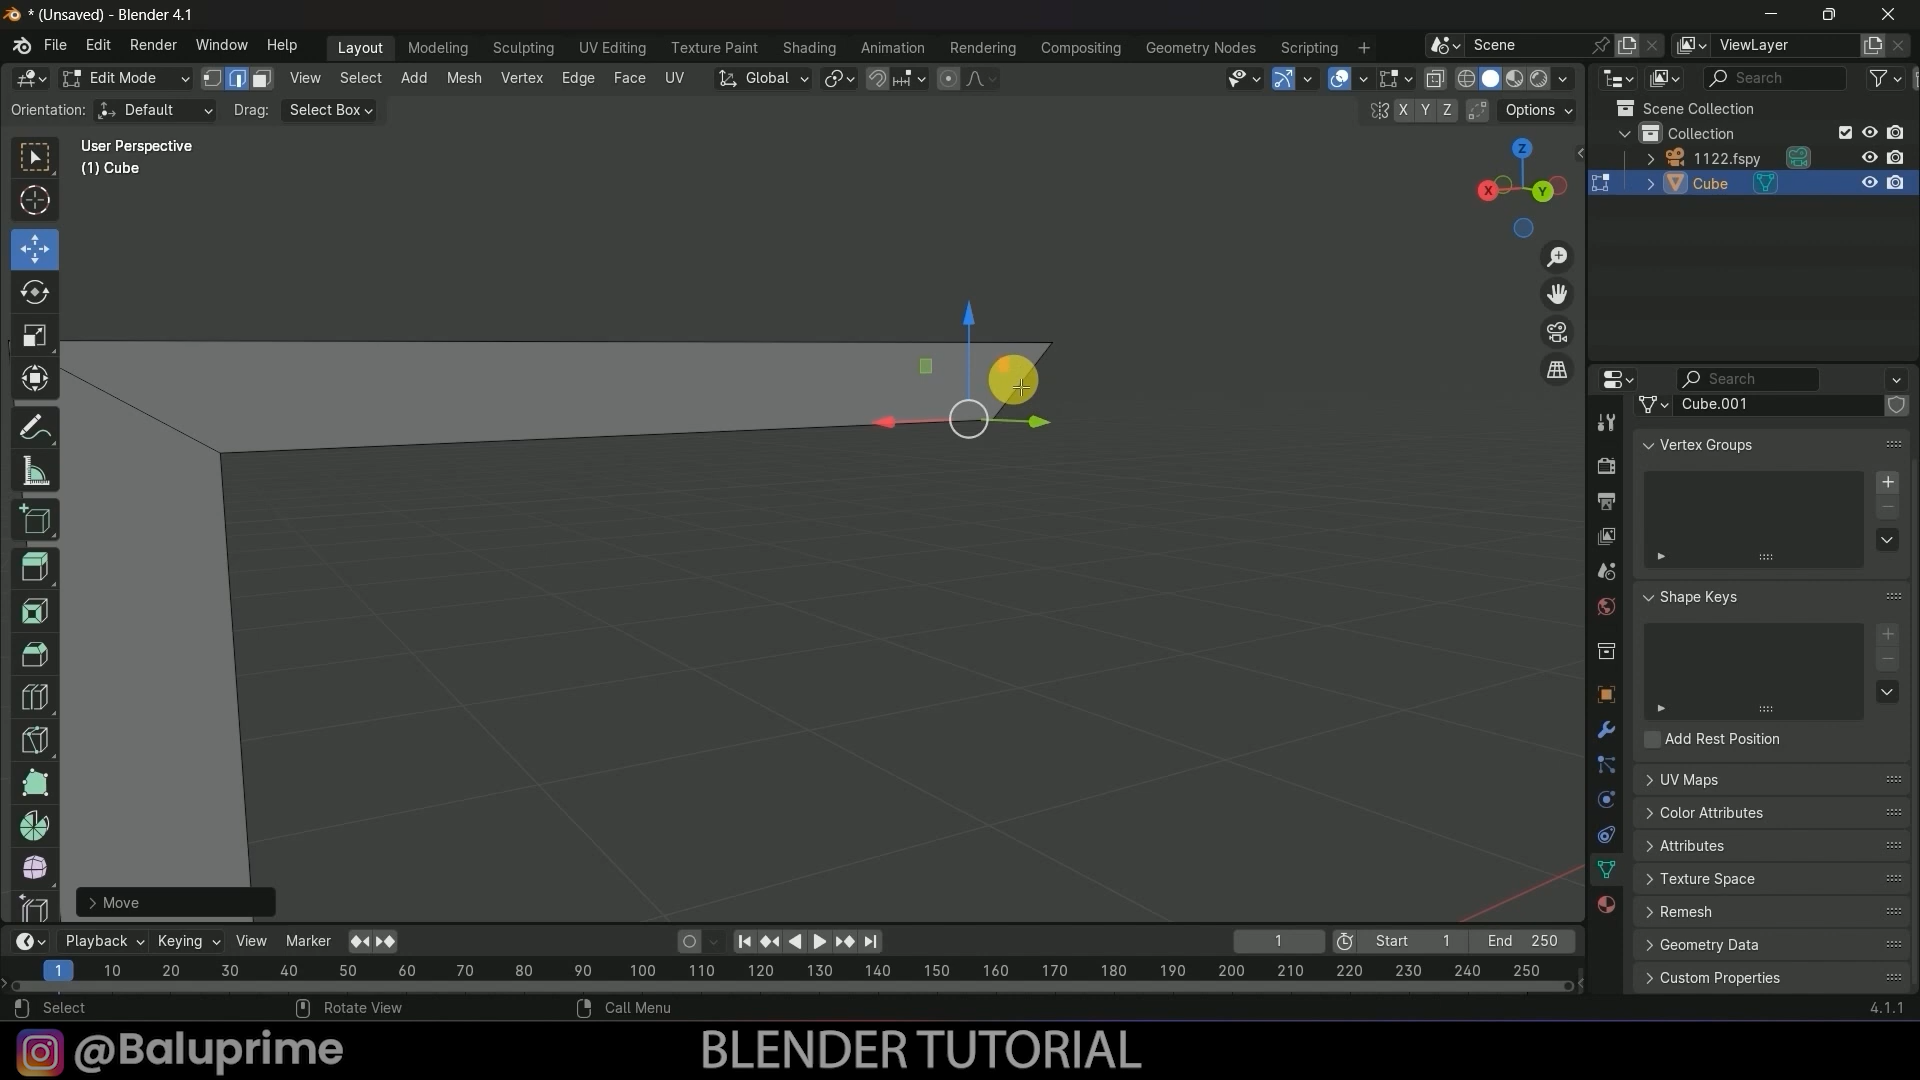 * (Unsaved) - Blender 4.1
File Edit Render Window Help Layout Modeling Sculpting UV Editing Texture Paint Shading Animation Rendering Compositing Geometry Nodes Scripting + Scene ViewLayer
Edit Mode View Select Add Mesh Vertex Edge Face UV Global Search
Orientation: Default Drag: Select Box X Y Z Options
User Perspective
(1) Cube
Z
X
Y
Scene Collection
Collection
1122.fspy
Cube
Search
Cube.001
Vertex Groups
Shape Keys
Add Rest Position
UV Maps
Color Attributes
Attributes
Texture Space
Remesh
Geometry Data
Custom Properties
Move
Playback Keying View Marker 1 Start 1 End 250
1 10 20 30 40 50 60 70 80 90 100 110 120 130 140 150 160 170 180 190 200 210 220 230 240 250
Select Rotate View Call Menu 4.1.1
@Baluprime BLENDER TUTORIAL